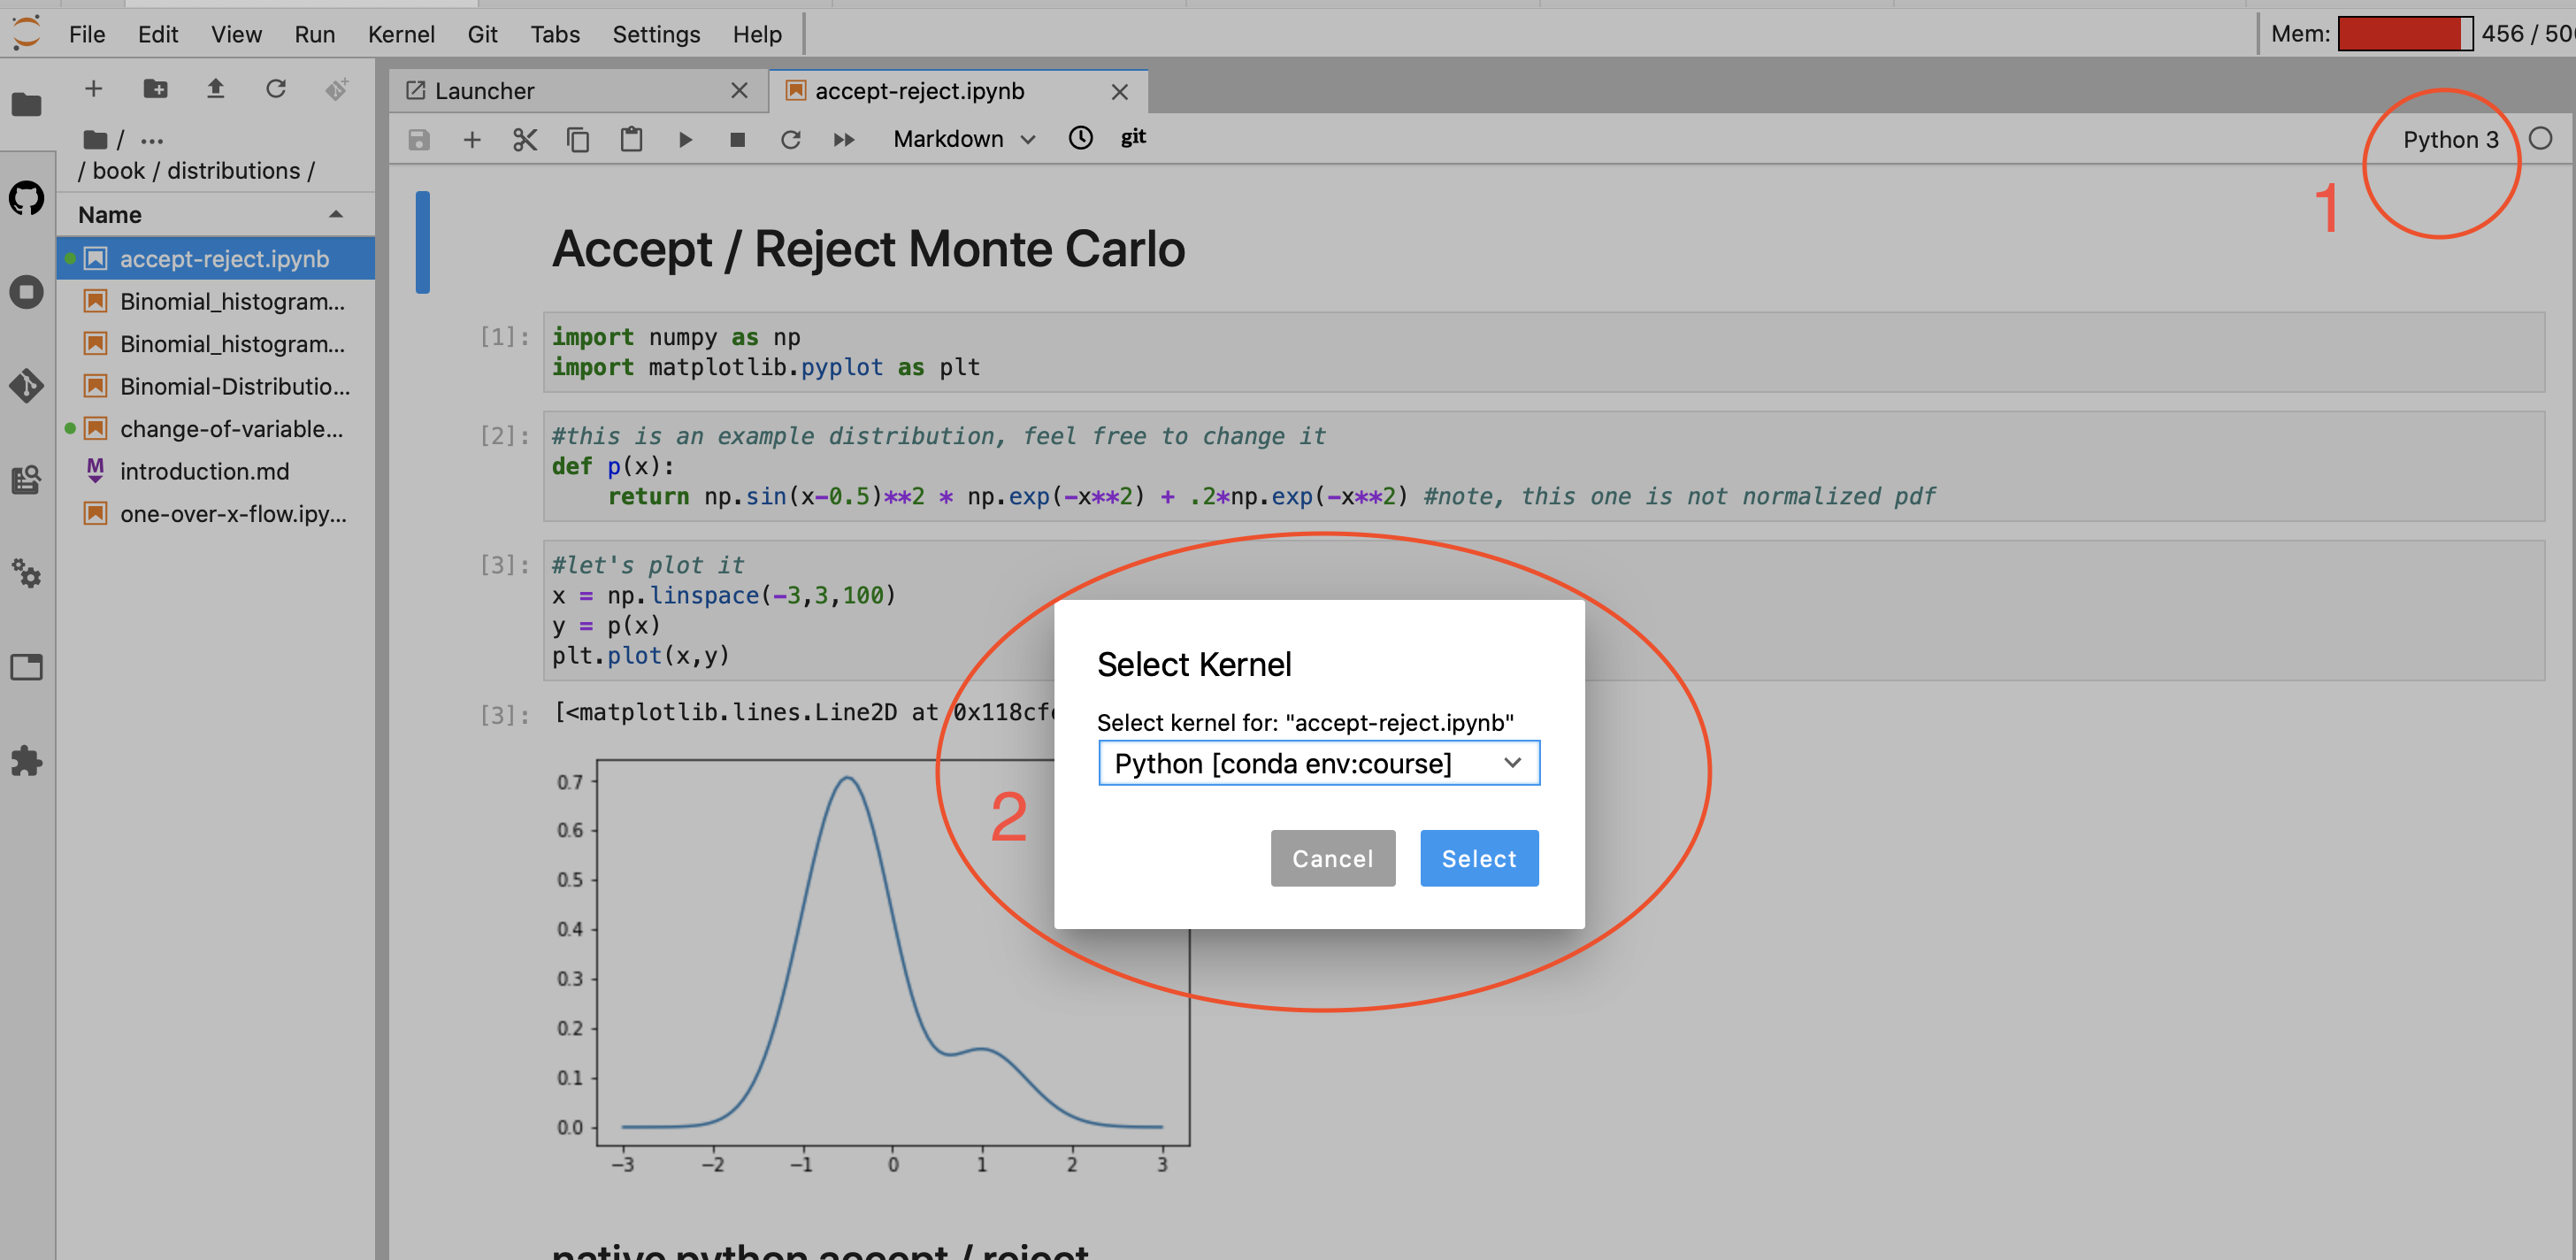 File Edit View Run Kernel Git Tabs Settings Help
Mem: 456 / 50
Launcher
accept-reject.ipynb
/ ...
/ book / distributions /
Markdown
git
Python 3
1
Name
accept-reject.ipynb
Binomial_histogram...
Binomial_histogram...
Binomial-Distributio...
change-of-variable...
introduction.md
one-over-x-flow.ipy...
Accept / Reject Monte Carlo
[1]: import numpy as np
import matplotlib.pyplot as plt
[2]: #this is an example distribution, feel free to change it
def p(x):
return np.sin(x-0.5)**2 * np.exp(-x**2) + .2*np.exp(-x**2) #note, this one is not normalized pdf
[3]: #let's plot it
x = np.linspace(-3,3,100)
y = p(x)
plt.plot(x,y)
[3]: [<matplotlib.lines.Line2D at 0x118cf
0.7
0.6
0.5
0.4
0.3
0.2
0.1
0.0
−3 −2 −1 0 1 2 3
2
Select Kernel
Select kernel for: "accept-reject.ipynb"
Python [conda env:course]
Cancel Select
native python accept / reject